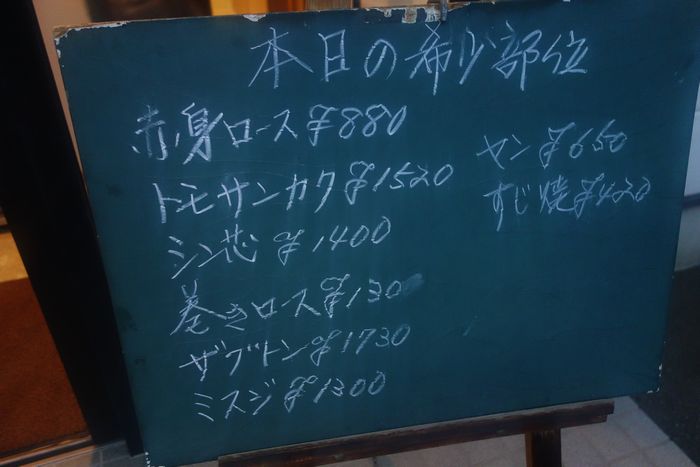 本日の希少部位
赤身ロース ¥880
トモサンカク ¥1520
シン芯 ¥1400
巻きロース
ザブトン ¥1730
ミスジ ¥1300
セン ¥650
すじ焼 ¥420